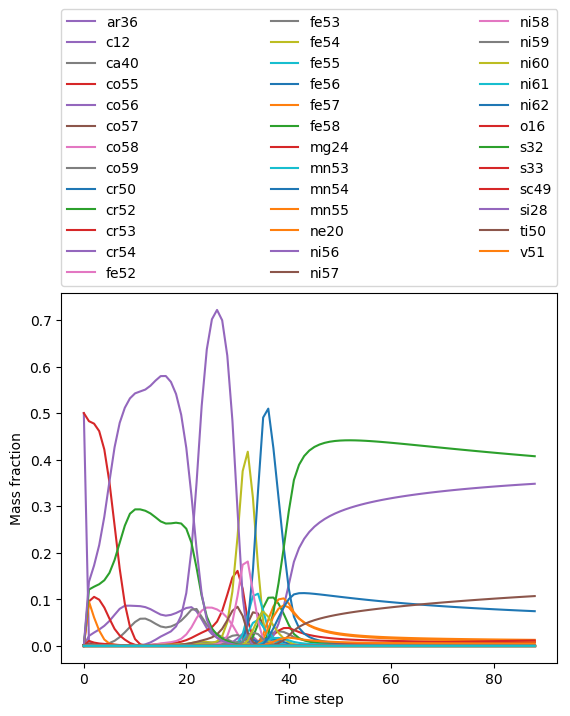 ar36
c12
ca40
co55
co56
co57
co58
co59
cr50
cr52
cr53
cr54
fe52
fe53
fe54
fe55
fe56
fe57
fe58
mg24
mn53
mn54
mn55
ne20
ni56
ni57
ni58
ni59
ni60
ni61
ni62
o16
s32
s33
sc49
si28
ti50
v51
0.7
0.6
0.5
0.4
0.3
0.2
0.1
0.0
Mass fraction
0 20 40 60 80
Time step